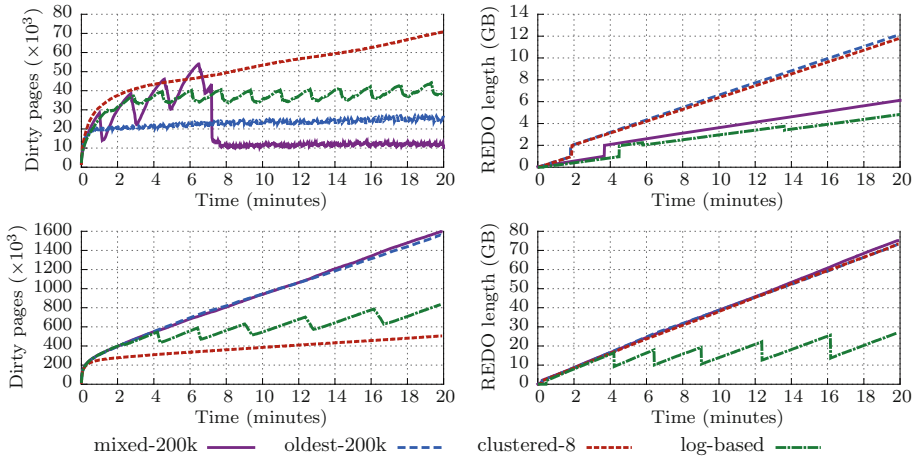 Dirty pages (×10³)
80
70
60
50
40
30
20
10
0
0 2 4 6 8 10 12 14 16 18 20
Time (minutes)
REDO length (GB)
14
12
10
8
6
4
2
0
0 2 4 6 8 10 12 14 16 18 20
Time (minutes)
Dirty pages (×10³)
1600
1400
1200
1000
800
600
400
200
0
0 2 4 6 8 10 12 14 16 18 20
Time (minutes)
REDO length (GB)
80
70
60
50
40
30
20
10
0
0 2 4 6 8 10 12 14 16 18 20
Time (minutes)
mixed-200k oldest-200k clustered-8 log-based